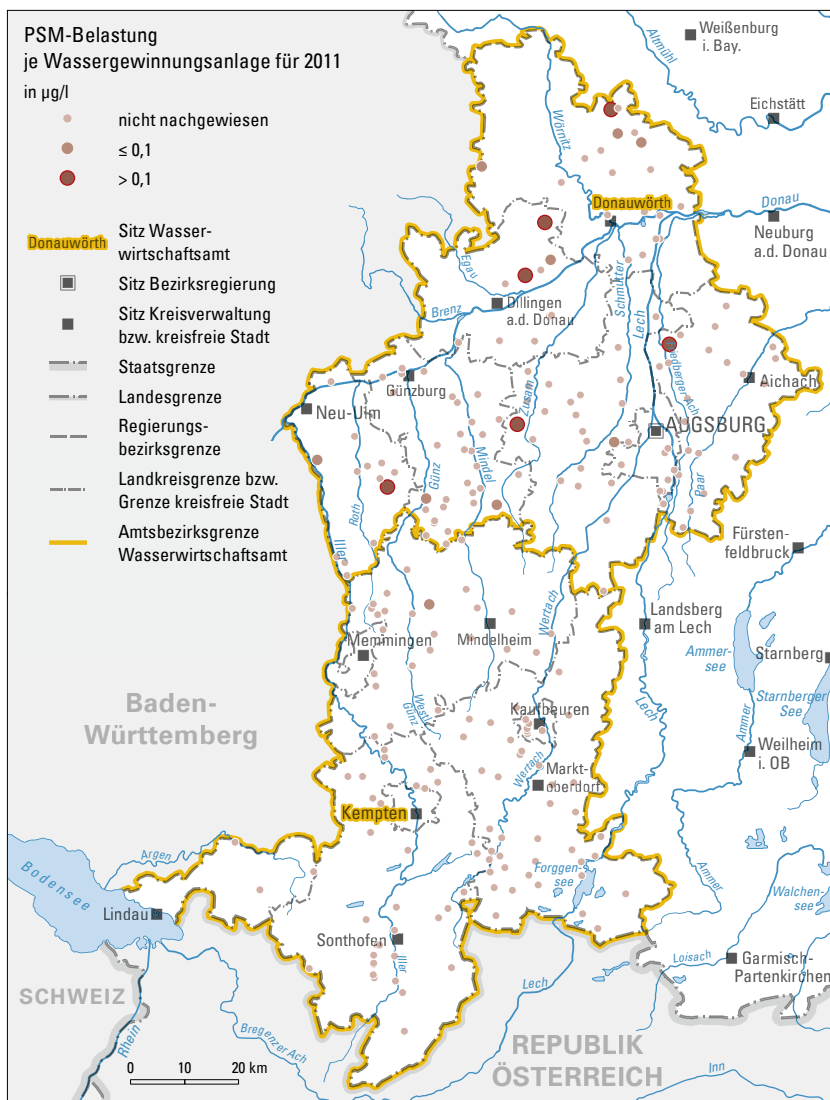 PSM-Belastung
je Wassergewinnungsanlage für 2011
in µg/l
nicht nachgewiesen
≤ 0,1
> 0,1
Donauwörth
Sitz Wasser-
wirtschaftsamt
Sitz Bezirksregierung
Sitz Kreisverwaltung
bzw. kreisfreie Stadt
Staatsgrenze
Landesgrenze
Regierungs-
bezirksgrenze
Landkreisgrenze bzw.
Grenze kreisfreie Stadt
Amtsbezirksgrenze
Wasserwirtschaftsamt
Weißenburg
i. Bay.
Altmühl
Eichstätt
Wörnitz
Donauwörth
Donau
Neuburg
a.d. Donau
Egau
Brenz
Dillingen
a.d. Donau
Schmutter
Lech
Friedberger Ach
Aichach
Günzburg
Neu-Ulm
Zusam
AUGSBURG
Roth
Günz
Mindel
Paar
Iller
Fürsten-
feldbruck
Wertach
Landsberg
am Lech
Memmingen
Mindelheim
Ammer-
see
Starnberg
Starnberger
See
Baden-
Württemberg
Westl.
Günz
Kaufbeuren
Lech
Ammer
Wertach
Weilheim
i. OB
Markt-
oberdorf
Kempten
Argen
Forggen-
see
Ammer
Walchen-
see
Bodensee
Lindau
Sonthofen
Iller
Loisach
Garmisch-
Partenkirchen
SCHWEIZ
Lech
Rhein
Bregenzer Ach
REPUBLIK
ÖSTERREICH
Inn
0 10 20 km